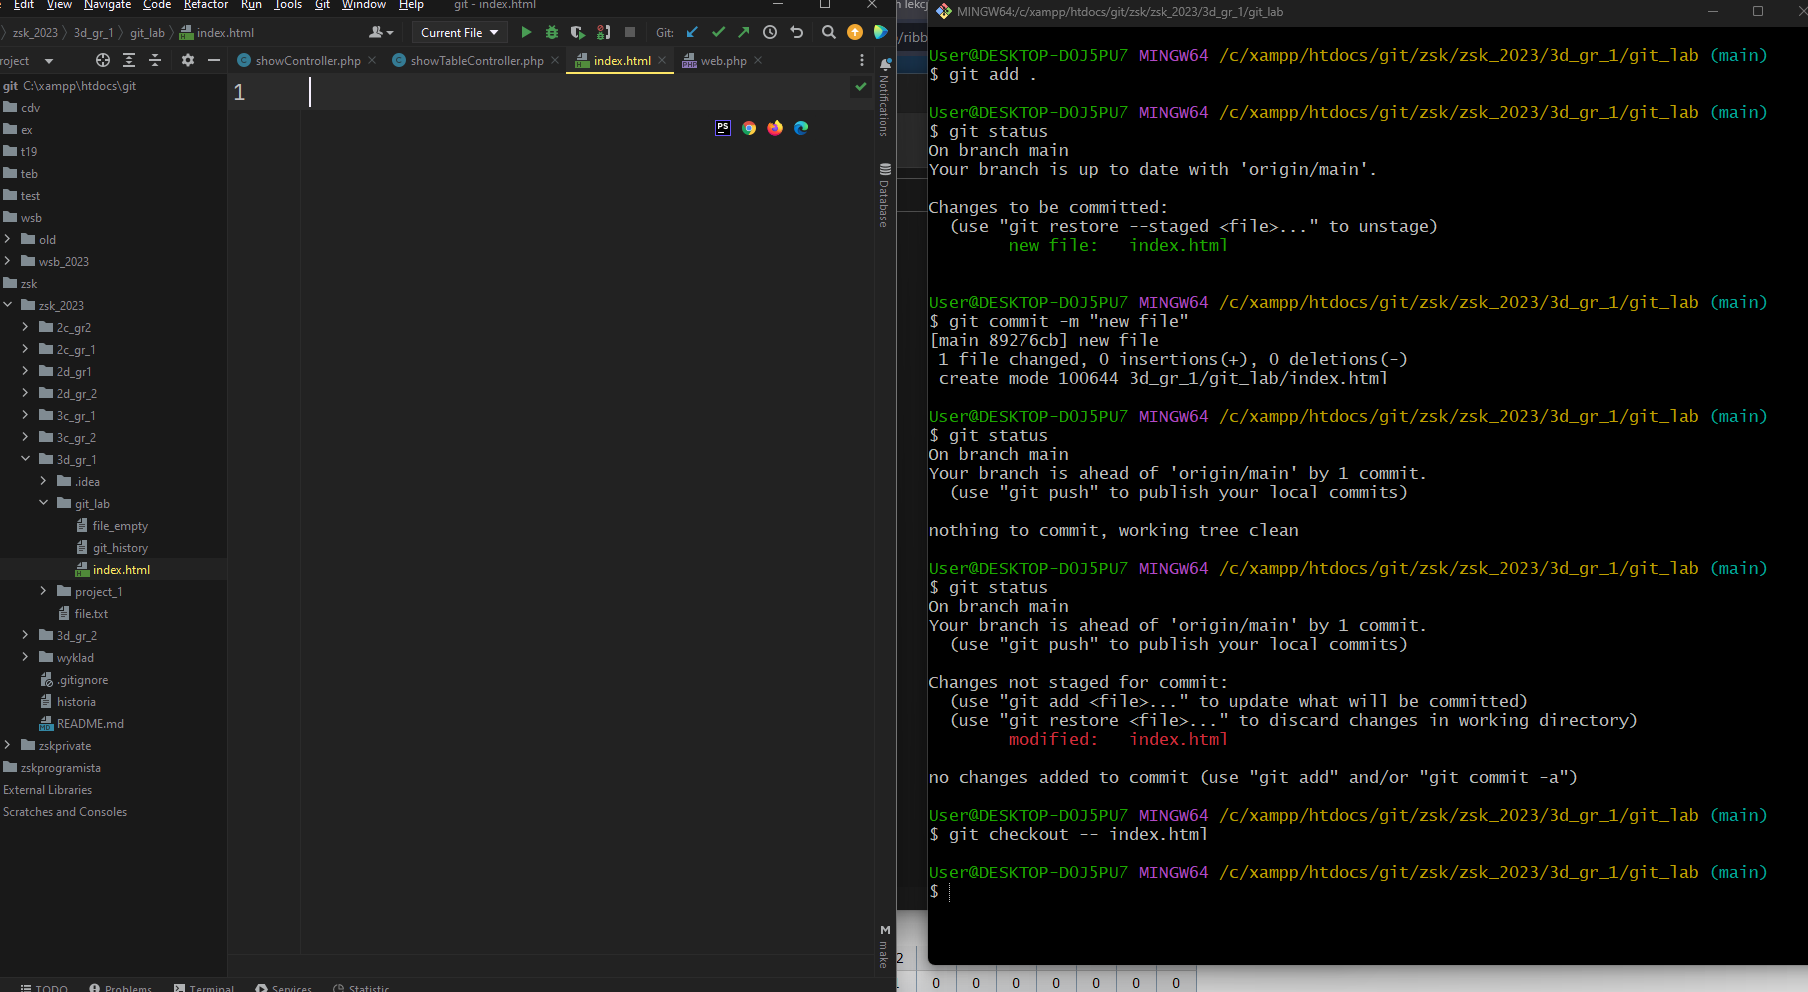 Edit View Navigate Code Refactor Run Tools Git Window Help git - index.html
zsk_2023 3d_gr_1 git_lab index.html Current File Git:
showController.php showTableController.php index.html web.php
git C:\xampp\htdocs\git
cdv
ex
t19
teb
test
wsb
old
wsb_2023
zsk
zsk_2023
2c_gr2
2c_gr_1
2d_gr1
2d_gr_2
3c_gr_1
3c_gr_2
3d_gr_1
.idea
git_lab
file_empty
git_history
index.html
project_1
file.txt
3d_gr_2
wyklad
.gitignore
historia
README.md
zskprivate
zskprogramista
External Libraries
Scratches and Consoles
TODO Problems Terminal Services Statistic
1
PS
Notifications
Database
M make
MINGW64:/c/xampp/htdocs/git/zsk/zsk_2023/3d_gr_1/git_lab
User@DESKTOP-DOJ5PU7 MINGW64 /c/xampp/htdocs/git/zsk/zsk_2023/3d_gr_1/git_lab (main)
$ git add .
User@DESKTOP-DOJ5PU7 MINGW64 /c/xampp/htdocs/git/zsk/zsk_2023/3d_gr_1/git_lab (main)
$ git status
On branch main
Your branch is up to date with 'origin/main'.
Changes to be committed:
(use "git restore --staged <file>..." to unstage)
new file: index.html
User@DESKTOP-DOJ5PU7 MINGW64 /c/xampp/htdocs/git/zsk/zsk_2023/3d_gr_1/git_lab (main)
$ git commit -m "new file"
[main 89276cb] new file
1 file changed, 0 insertions(+), 0 deletions(-)
create mode 100644 3d_gr_1/git_lab/index.html
User@DESKTOP-DOJ5PU7 MINGW64 /c/xampp/htdocs/git/zsk/zsk_2023/3d_gr_1/git_lab (main)
$ git status
On branch main
Your branch is ahead of 'origin/main' by 1 commit.
(use "git push" to publish your local commits)
nothing to commit, working tree clean
User@DESKTOP-DOJ5PU7 MINGW64 /c/xampp/htdocs/git/zsk/zsk_2023/3d_gr_1/git_lab (main)
$ git status
On branch main
Your branch is ahead of 'origin/main' by 1 commit.
(use "git push" to publish your local commits)
Changes not staged for commit:
(use "git add <file>..." to update what will be committed)
(use "git restore <file>..." to discard changes in working directory)
modified: index.html
no changes added to commit (use "git add" and/or "git commit -a")
User@DESKTOP-DOJ5PU7 MINGW64 /c/xampp/htdocs/git/zsk/zsk_2023/3d_gr_1/git_lab (main)
$ git checkout -- index.html
User@DESKTOP-DOJ5PU7 MINGW64 /c/xampp/htdocs/git/zsk/zsk_2023/3d_gr_1/git_lab (main)
$
2
0 0 0 0 0 0 0